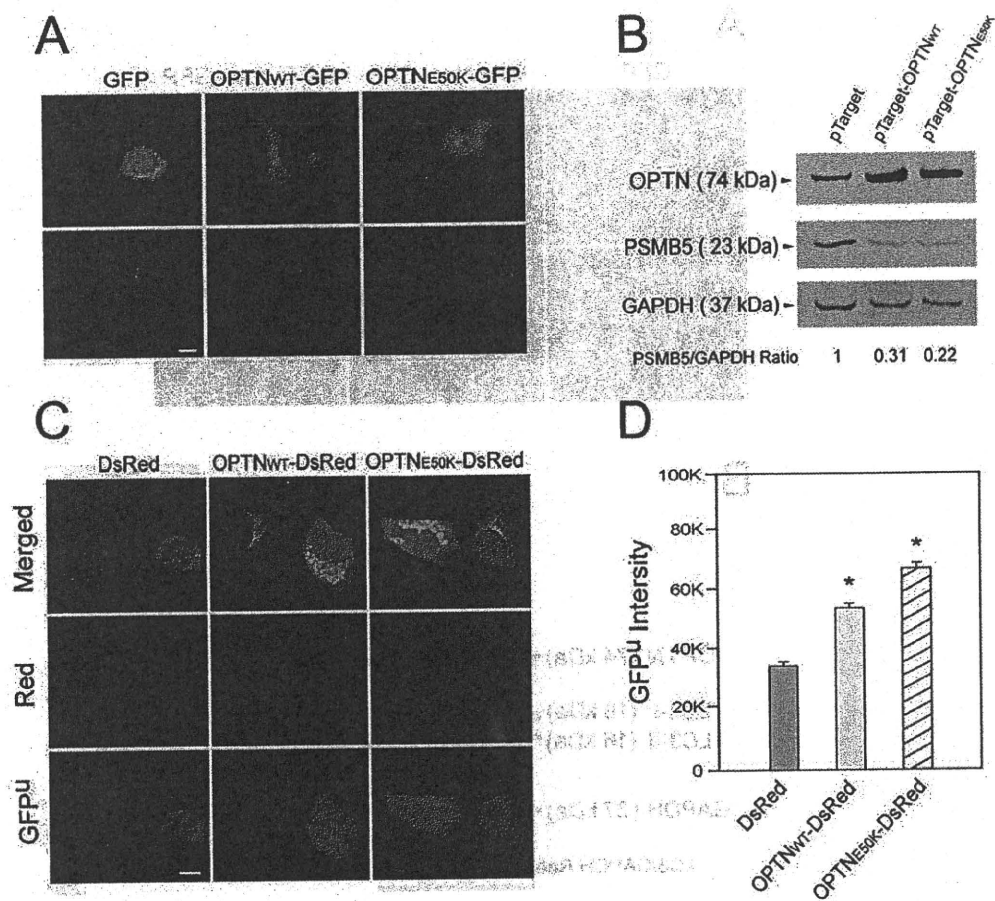 A
GFP
OPTNWT-GFP
OPTNE50K-GFP
B
pTarget
pTarget-OPTNWT
pTarget-OPTNE50K
OPTN (74 kDa)
PSMB5 ( 23 kDa)
GAPDH ( 37 kDa)
PSMB5/GAPDH Ratio 1 0.31 0.22
C
DsRed
OPTNWT-DsRed
OPTNE50K-DsRed
Merged
Red
GFPu
D
GFPu Intersity
100K
80K
60K
40K
20K
0
*
*
DsRed
OPTNWT-DsRed
OPTNE50K-DsRed